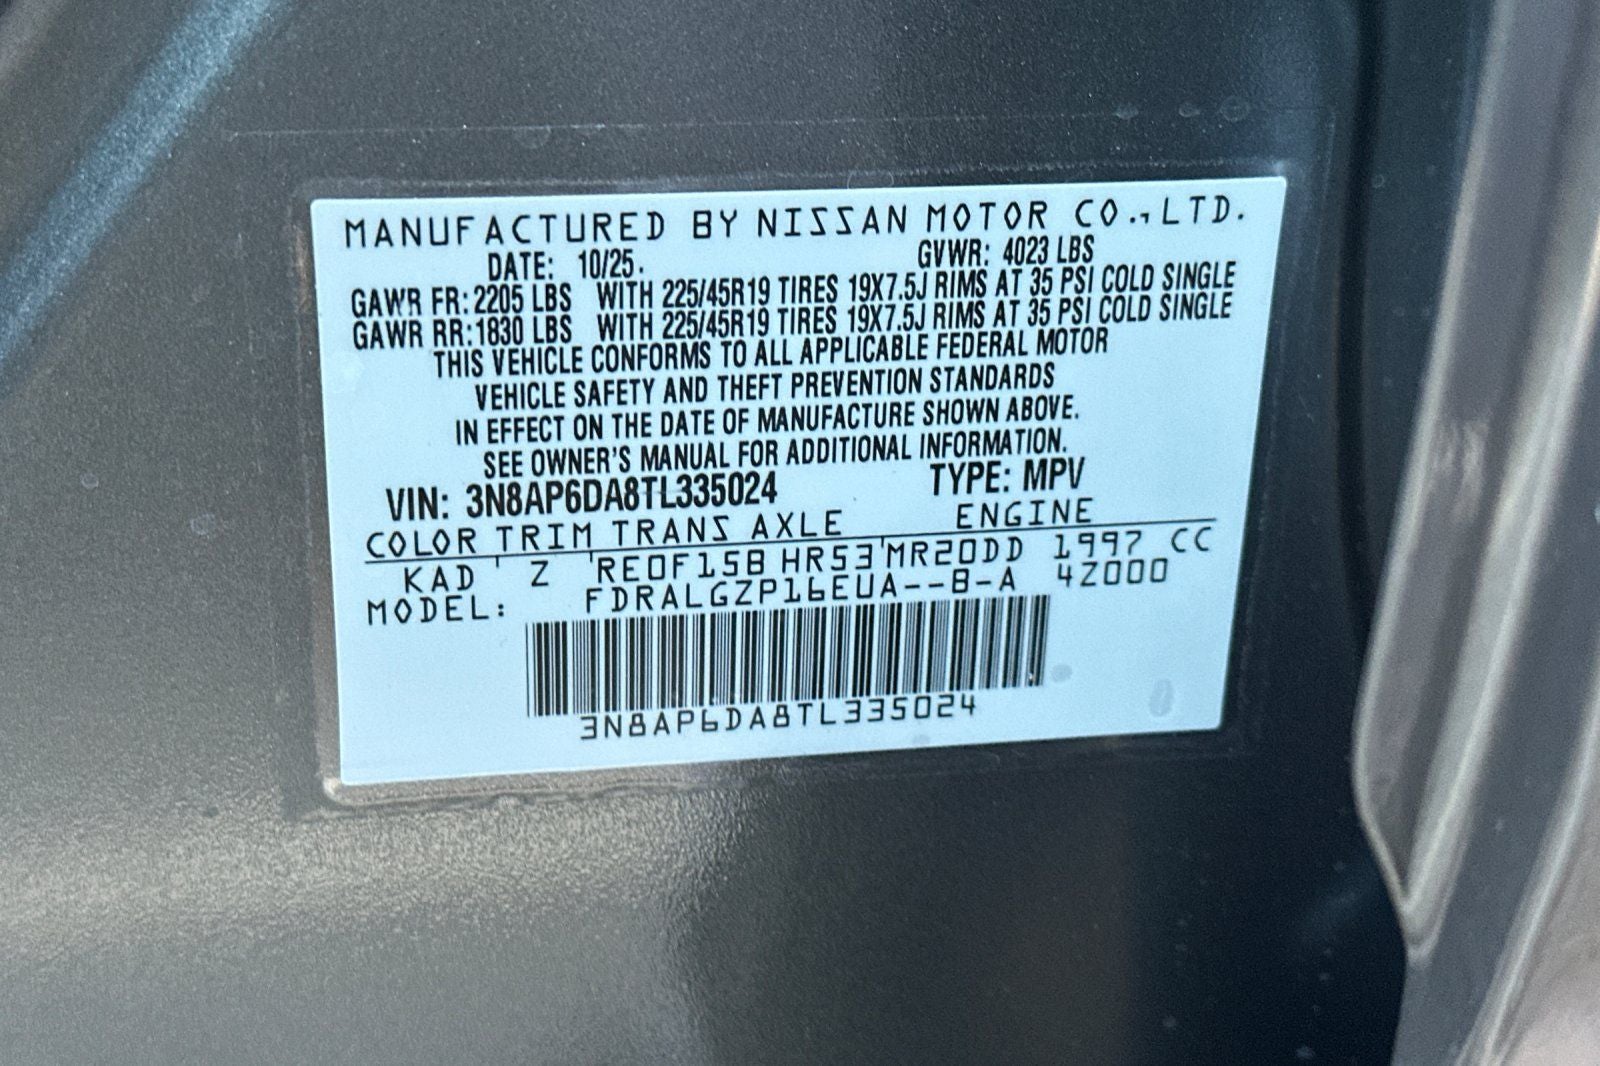 MANUFACTURED BY NISSAN MOTOR CO., LTD.
DATE: 10/25. GVWR: 4023 LBS
GAWR FR: 2205 LBS WITH 225/45R19 TIRES 19X7.5J RIMS AT 35 PSI COLD SINGLE
GAWR RR: 1830 LBS WITH 225/45R19 TIRES 19X7.5J RIMS AT 35 PSI COLD SINGLE
THIS VEHICLE CONFORMS TO ALL APPLICABLE FEDERAL MOTOR
VEHICLE SAFETY AND THEFT PREVENTION STANDARDS
IN EFFECT ON THE DATE OF MANUFACTURE SHOWN ABOVE.
SEE OWNER'S MANUAL FOR ADDITIONAL INFORMATION.
VIN: 3N8AP6DA8TL335024 TYPE: MPV
COLOR TRIM TRANS AXLE ENGINE
KAD Z RE0F15B HR53 MR20DD 1997 CC
MODEL: FDRALGZP16EUA--B-A 42000
3N8AP6DA8TL335024